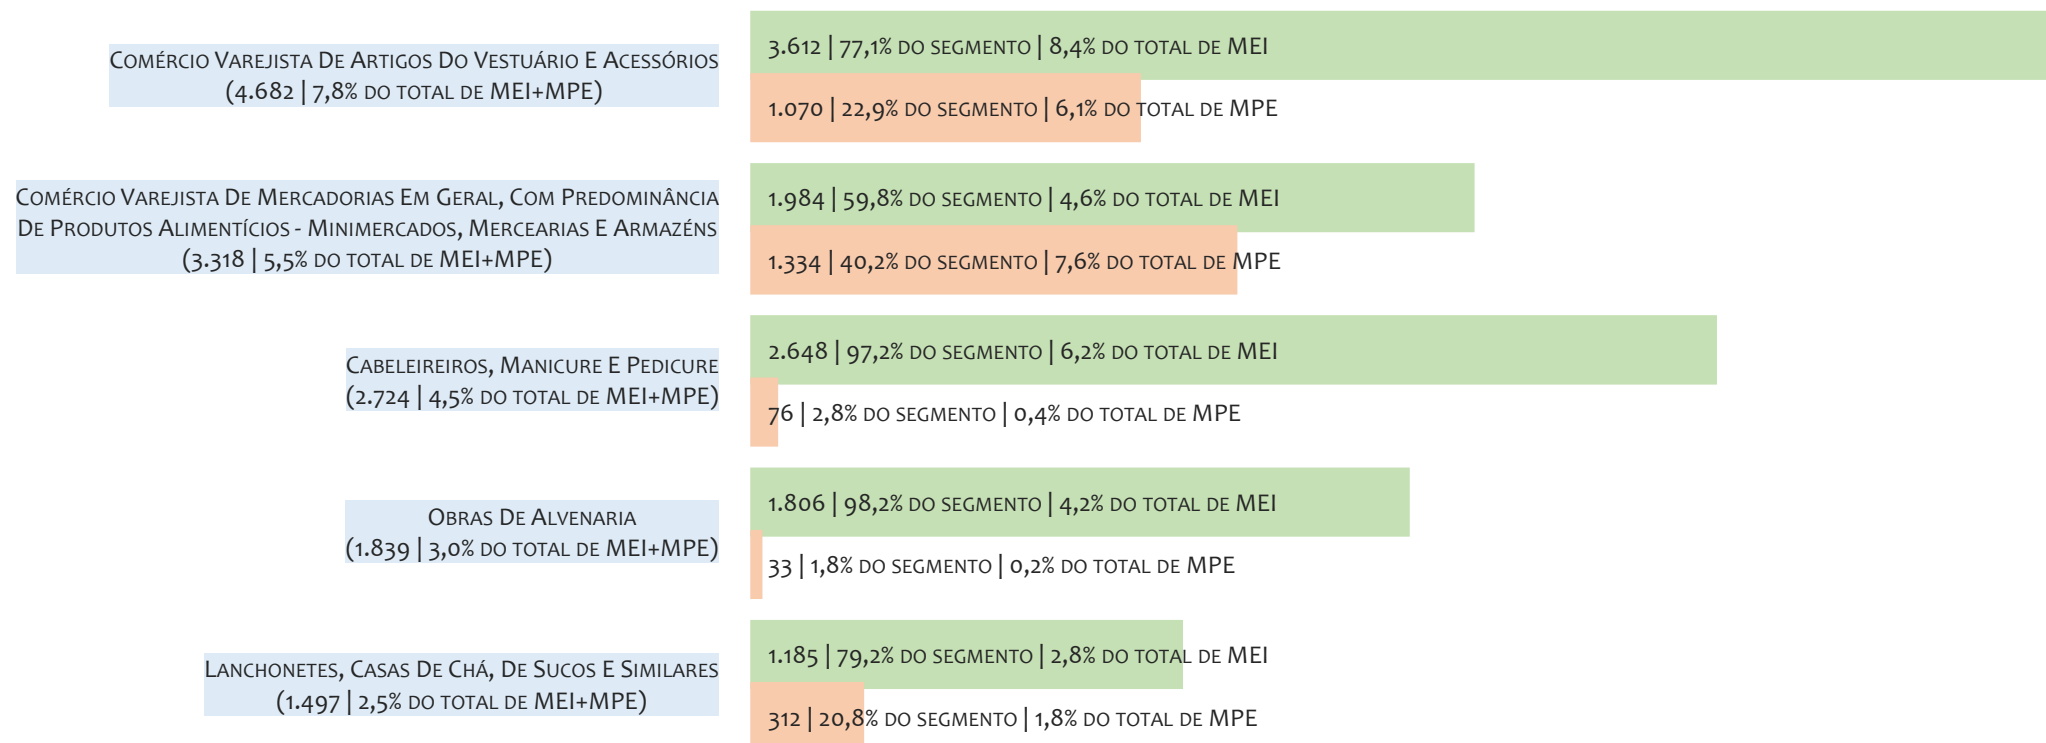 Comércio Varejista De Artigos Do Vestuário E Acessórios
(4.682 | 7,8% do total de MEI+MPE)
3.612 | 77,1% do segmento | 8,4% do total de MEI
1.070 | 22,9% do segmento | 6,1% do total de MPE
Comércio Varejista De Mercadorias Em Geral, Com Predominância
De Produtos Alimentícios - Minimercados, Mercearias E Armazéns
(3.318 | 5,5% do total de MEI+MPE)
1.984 | 59,8% do segmento | 4,6% do total de MEI
1.334 | 40,2% do segmento | 7,6% do total de MPE
Cabeleireiros, Manicure E Pedicure
(2.724 | 4,5% do total de MEI+MPE)
2.648 | 97,2% do segmento | 6,2% do total de MEI
76 | 2,8% do segmento | 0,4% do total de MPE
Obras De Alvenaria
(1.839 | 3,0% do total de MEI+MPE)
1.806 | 98,2% do segmento | 4,2% do total de MEI
33 | 1,8% do segmento | 0,2% do total de MPE
Lanchonetes, Casas De Chá, De Sucos E Similares
(1.497 | 2,5% do total de MEI+MPE)
1.185 | 79,2% do segmento | 2,8% do total de MEI
312 | 20,8% do segmento | 1,8% do total de MPE